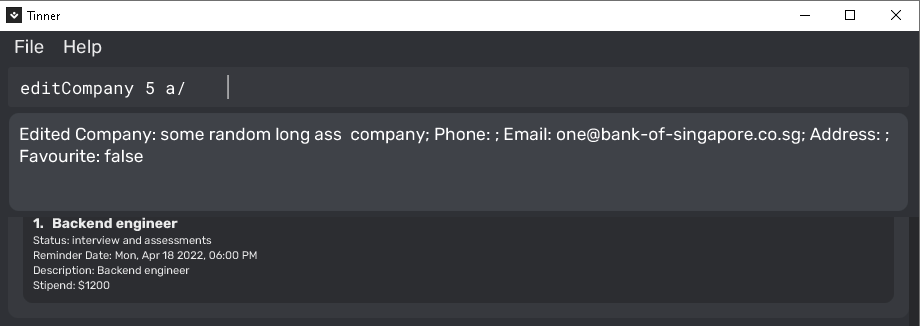 Tinner
File Help
editCompany 5 a/
Edited Company: some random long ass  company; Phone: ; Email: one@bank-of-singapore.co.sg; Address: ;
Favourite: false
1. Backend engineer
Status: interview and assessments
Reminder Date: Mon, Apr 18 2022, 06:00 PM
Description: Backend engineer
Stipend: $1200